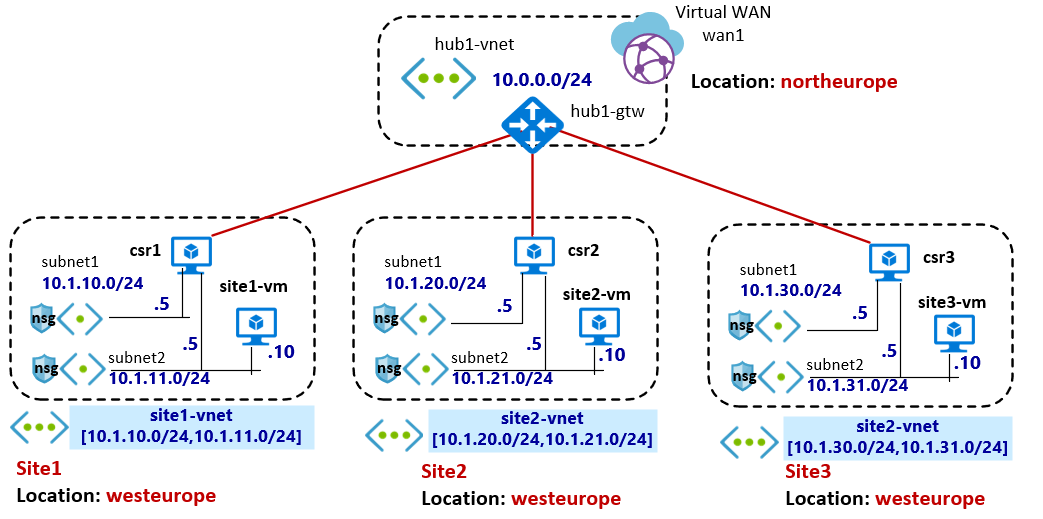 Virtual WAN
wan1
hub1-vnet
10.0.0.0/24
Location: northeurope
hub1-gtw
csr1
subnet1
10.1.10.0/24
site1-vm
.5
nsg
.5
.10
subnet2
nsg
10.1.11.0/24
site1-vnet
[10.1.10.0/24,10.1.11.0/24]
Site1
Location: westeurope
csr2
subnet1
10.1.20.0/24
site2-vm
.5
nsg
.5
.10
subnet2
nsg
10.1.21.0/24
site2-vnet
[10.1.20.0/24,10.1.21.0/24]
Site2
Location: westeurope
csr3
subnet1
10.1.30.0/24
site3-vm
.5
nsg
.5
.10
subnet2
nsg
10.1.31.0/24
site2-vnet
[10.1.30.0/24,10.1.31.0/24]
Site3
Location: westeurope